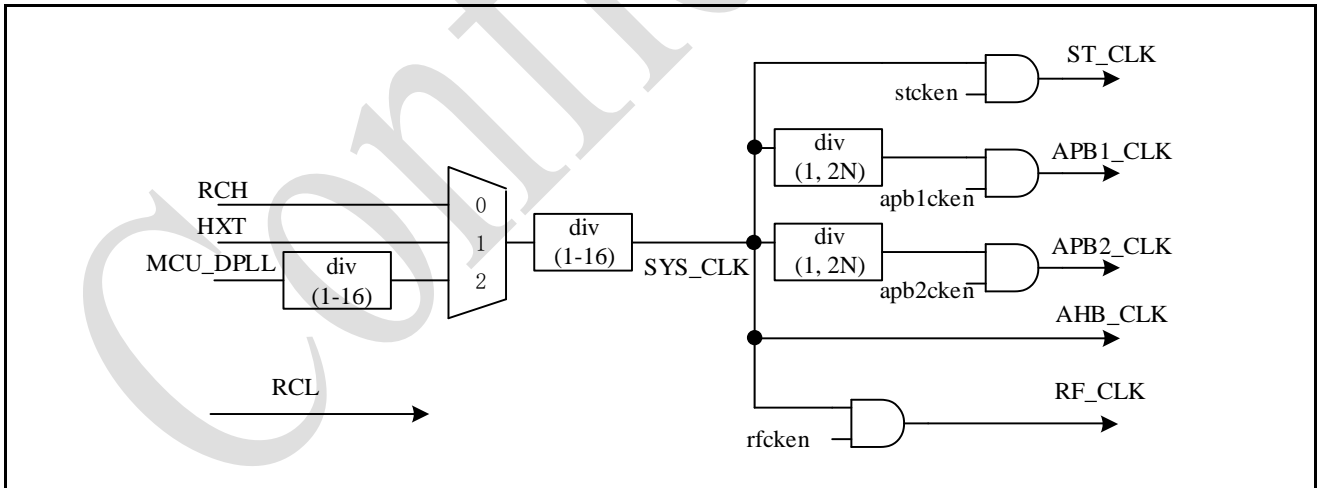 ST_CLK
stcken
div
(1, 2N)
APB1_CLK
apb1cken
RCH
0
HXT
1
div
(1-16)
SYS_CLK
MCU_DPLL
div
(1-16)
2
div
(1, 2N)
APB2_CLK
apb2cken
AHB_CLK
RCL
RF_CLK
rfcken